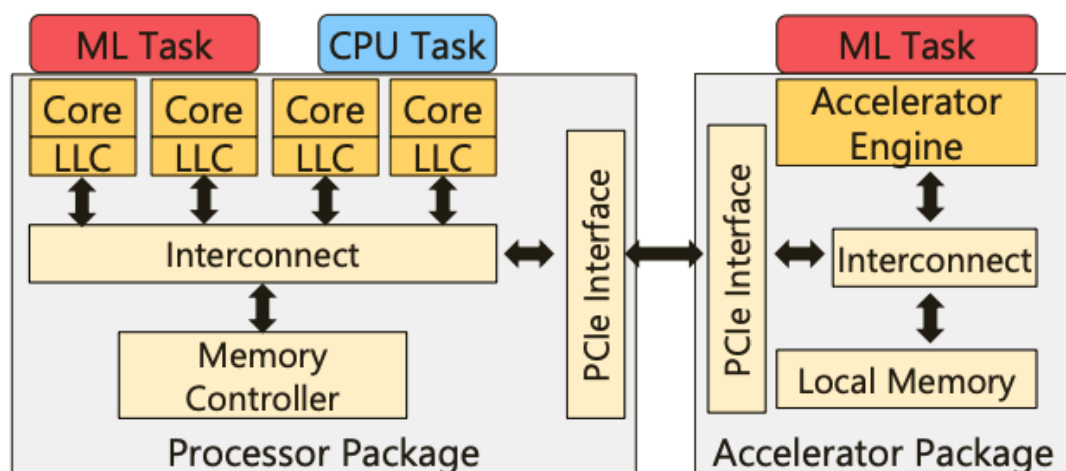 ML Task
CPU Task
ML Task
Core
Core
Core
Core
LLC
LLC
LLC
LLC
Interconnect
Memory
Controller
PCIe Interface
Processor Package
PCIe Interface
Accelerator
Engine
Interconnect
Local Memory
Accelerator Package